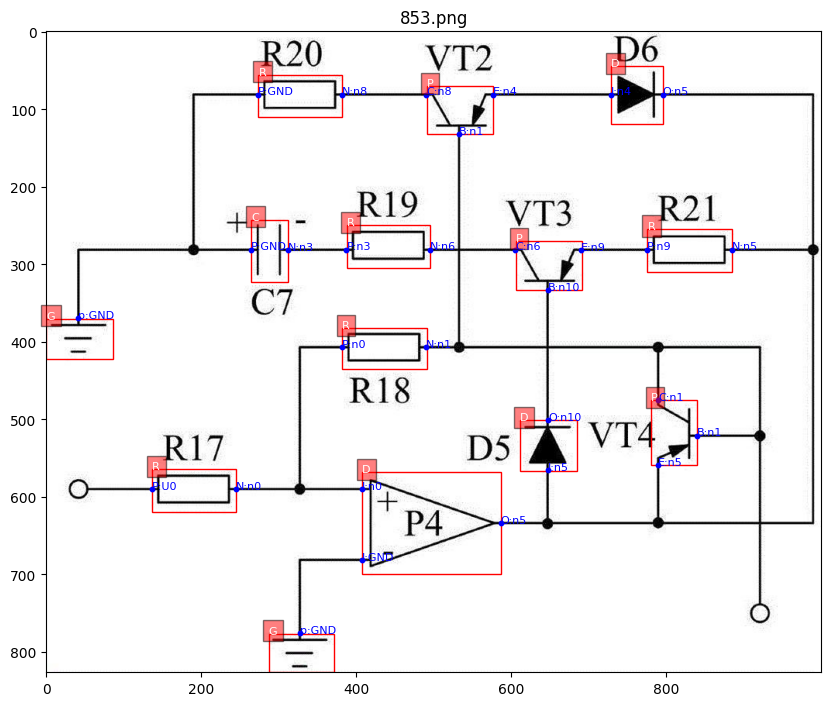 853.png
R20
VT2
D6
R
P
D
P:GND
N:n8
C:n8
E:n4
I:n4
O:n5
B:n1
0
100
R19
VT3
R21
+
-
C
R
P
R
P:GND
N:n3
P:n3
N:n6
C:n6
E:n9
P:n9
N:n5
B:n10
200
300
C7
G
p:GND
R
P:n0
N:n1
R18
400
P
C:n1
B:n1
E:n5
VT4
D
O:n10
I:n5
D5
500
R17
R
P:U0
N:n0
D
I:n0
+
P4
-
O:n5
I:GND
600
700
G
p:GND
800
0
200
400
600
800